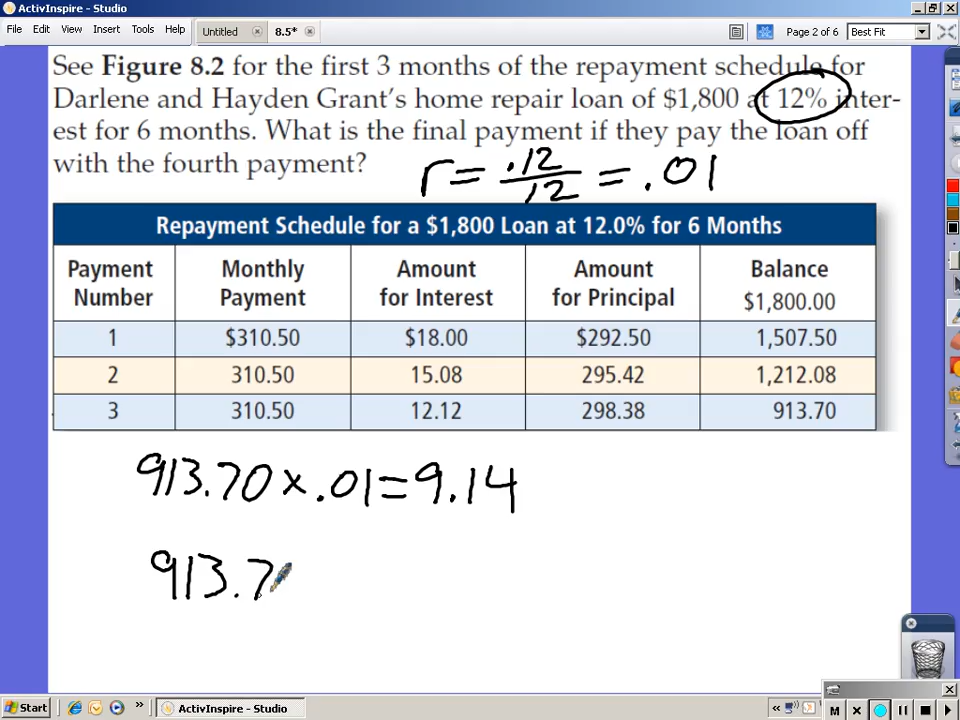 ActivInspire - Studio
File Edit View Insert Tools Help Untitled 8.5* Page 2 of 6 Best Fit
See Figure 8.2 for the first 3 months of the repayment schedule for
Darlene and Hayden Grant's home repair loan of $1,800 at 12% inter-
est for 6 months. What is the final payment if they pay the loan off
with the fourth payment?
r = .12/12 = .01
Repayment Schedule for a $1,800 Loan at 12.0% for 6 Months
Payment Number Monthly Payment Amount for Interest Amount for Principal Balance $1,800.00
1 $310.50 $18.00 $292.50 1,507.50
2 310.50 15.08 295.42 1,212.08
3 310.50 12.12 298.38 913.70
913.70 x .01 = 9.14
913.7
Start » ActivInspire - Studio «
M